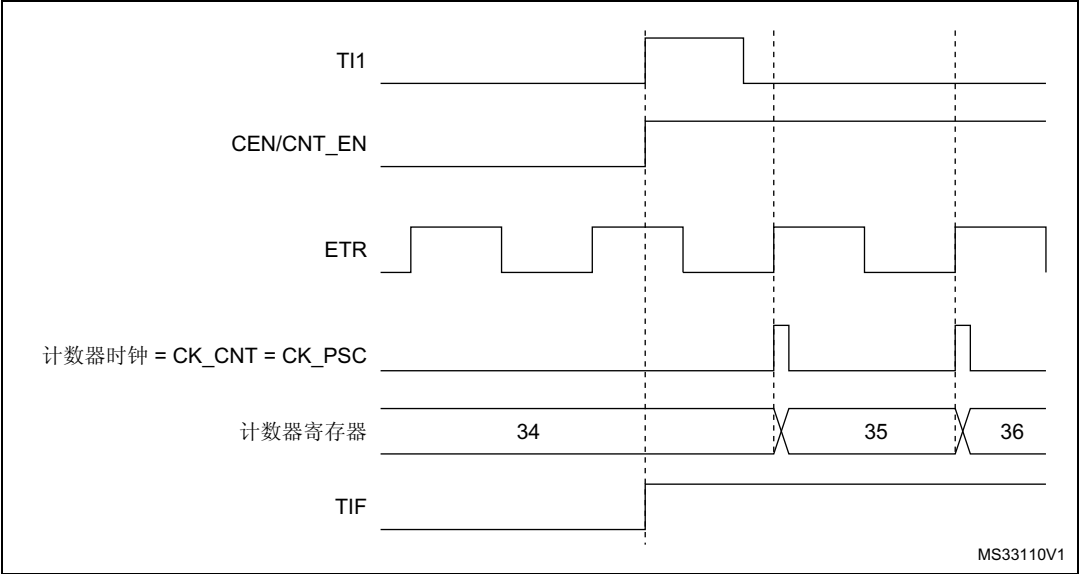 TI1
CEN/CNT_EN
ETR
计数器时钟 = CK_CNT = CK_PSC
计数器寄存器 34 35 36
TIF
MS33110V1